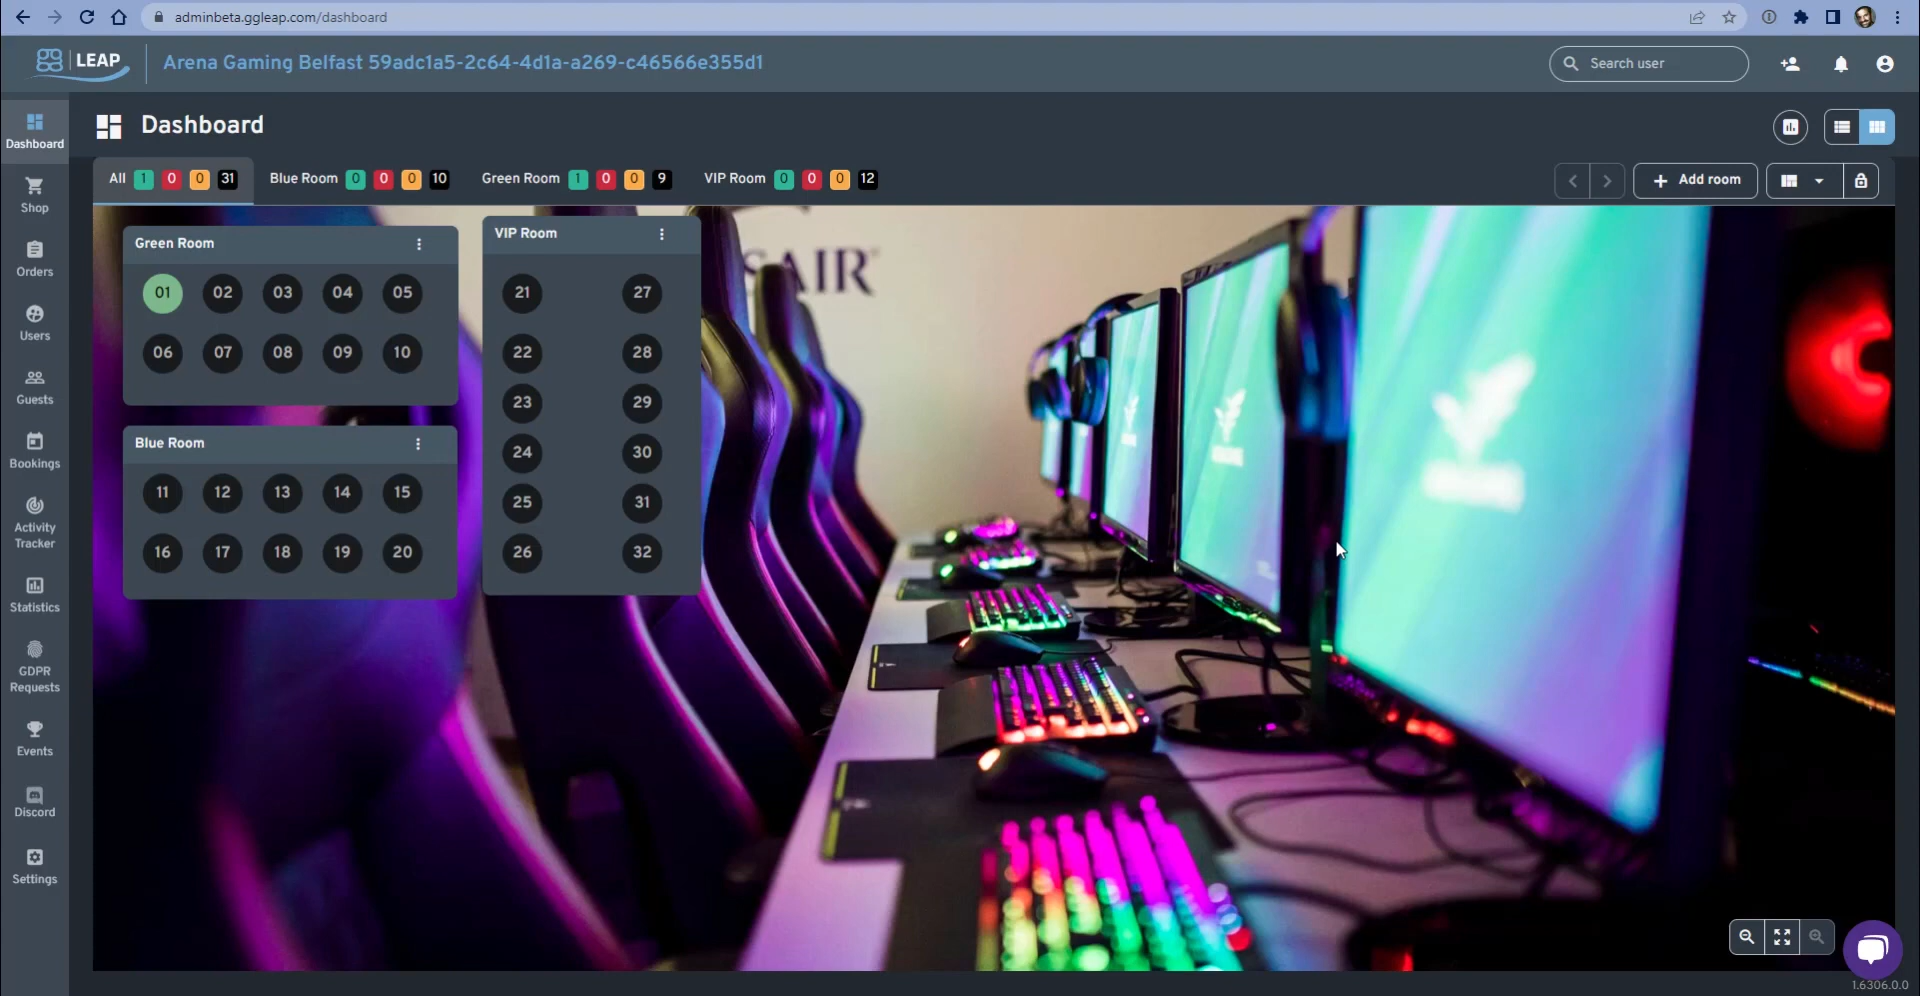 adminbeta.ggleap.com/dashboard
LEAP
Arena Gaming Belfast 59adc1a5-2c64-4d1a-a269-c46566e355d1
Search user
Dashboard
Dashboard
All 1 0 0 31
Blue Room 0 0 0 10
Green Room 1 0 0 9
VIP Room 0 0 0 12
Add room
Shop
Orders
Users
Guests
Bookings
Activity
Tracker
Statistics
GDPR
Requests
Events
Discord
Settings
Green Room
01 02 03 04 05
06 07 08 09 10
Blue Room
11 12 13 14 15
16 17 18 19 20
VIP Room
21 27
22 28
23 29
24 30
25 31
26 32
SAIR
1.6306.0.0